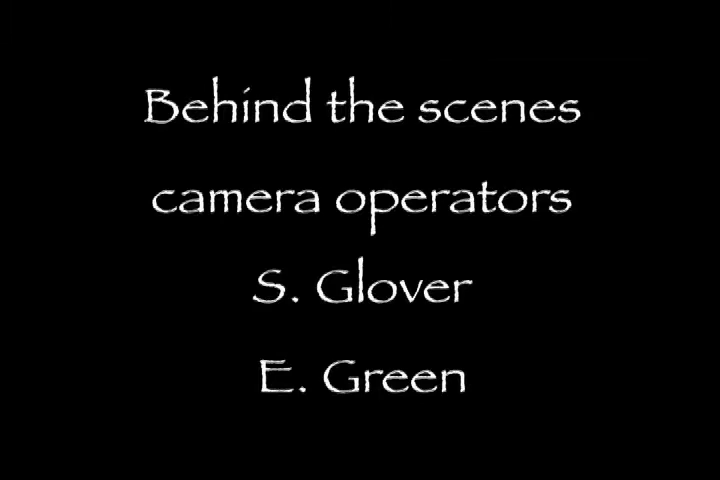 Behind the scenes
camera operators
S. Glover
E. Green